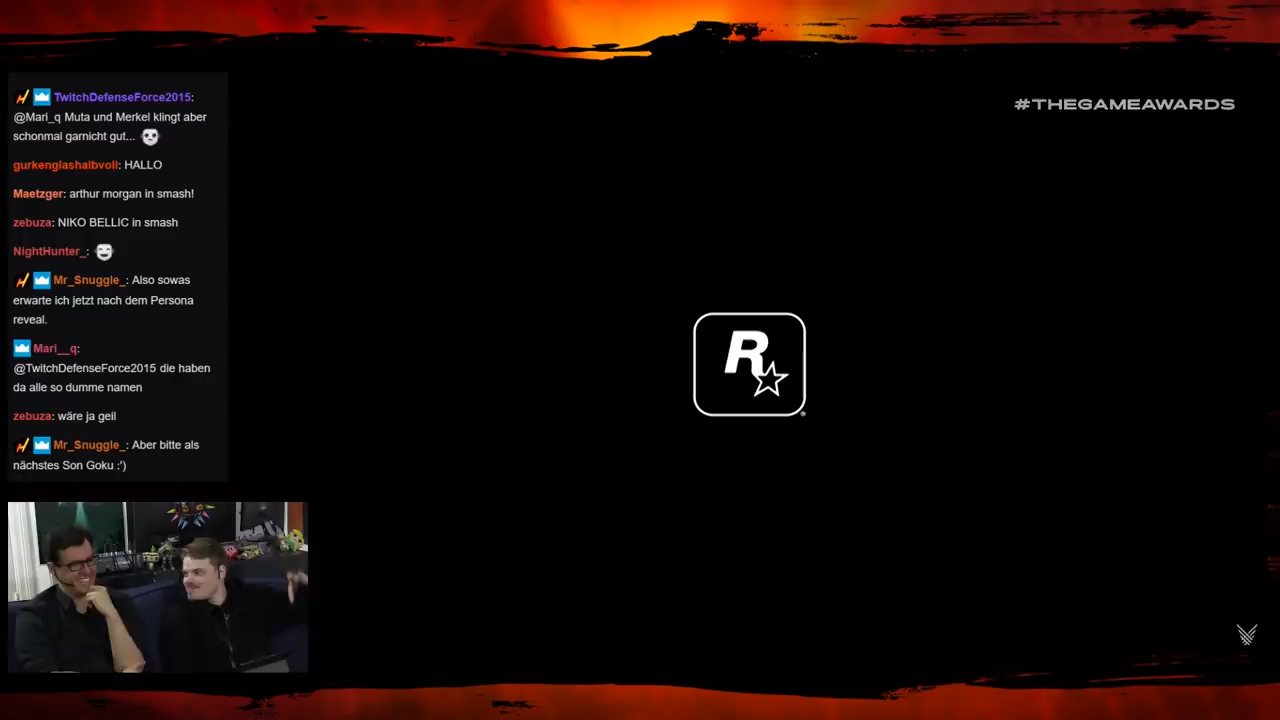 TwitchDefenseForce2015:
@Mari_q Muta und Merkel klingt aber
schonmal garnicht gut...
gurkenglashalbvoll: HALLO
Maetzger: arthur morgan in smash!
zebuza: NIKO BELLIC in smash
NightHunter_:
Mr_Snuggle_: Also sowas
erwarte ich jetzt nach dem Persona
reveal.
Mari__q:
@TwitchDefenseForce2015 die haben
da alle so dumme namen
zebuza: wäre ja geil
Mr_Snuggle_: Aber bitte als
nächstes Son Goku :')
#THEGAMEAWARDS
R
®